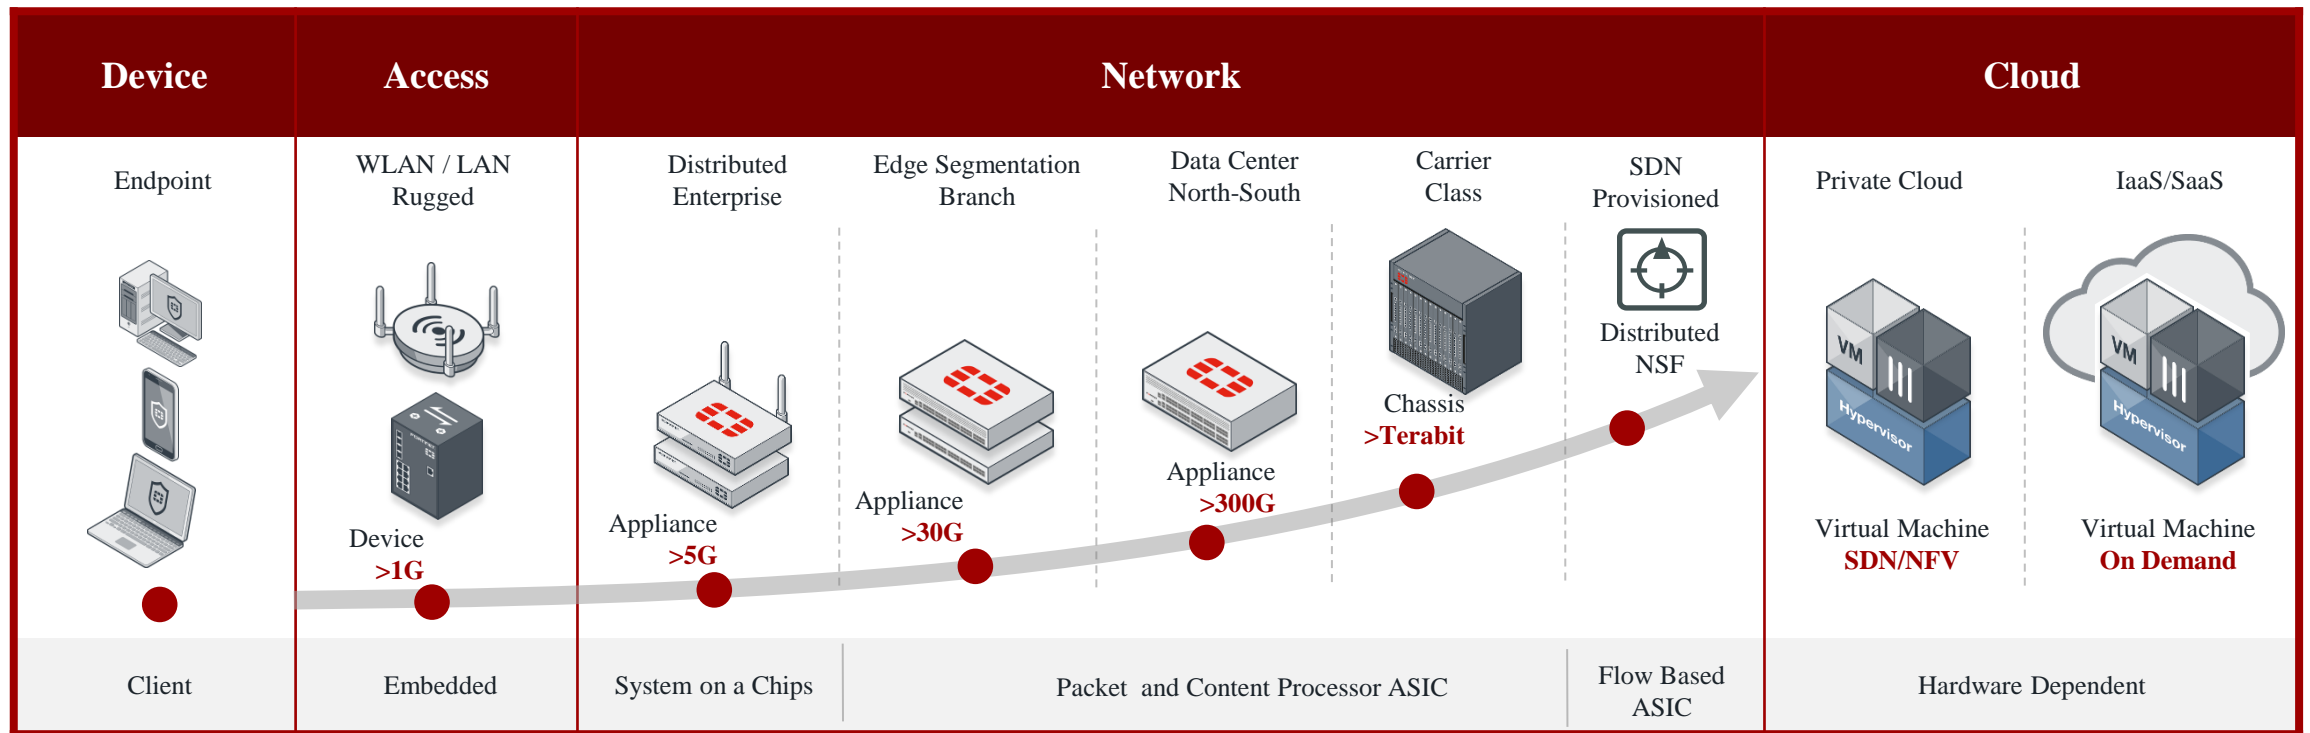 Device
Access
Network
Cloud
Endpoint
WLAN / LAN
Rugged
Distributed
Enterprise
Edge Segmentation
Branch
Data Center
North-South
Carrier
Class
SDN
Provisioned
Private Cloud
IaaS/SaaS
Distributed
NSF
VM
Hypervisor
VM
Hypervisor
Device
>1G
Appliance
>5G
Appliance
>30G
Appliance
>300G
Chassis
>Terabit
Virtual Machine
SDN/NFV
Virtual Machine
On Demand
Client
Embedded
System on a Chips
Packet and Content Processor ASIC
Flow Based
ASIC
Hardware Dependent